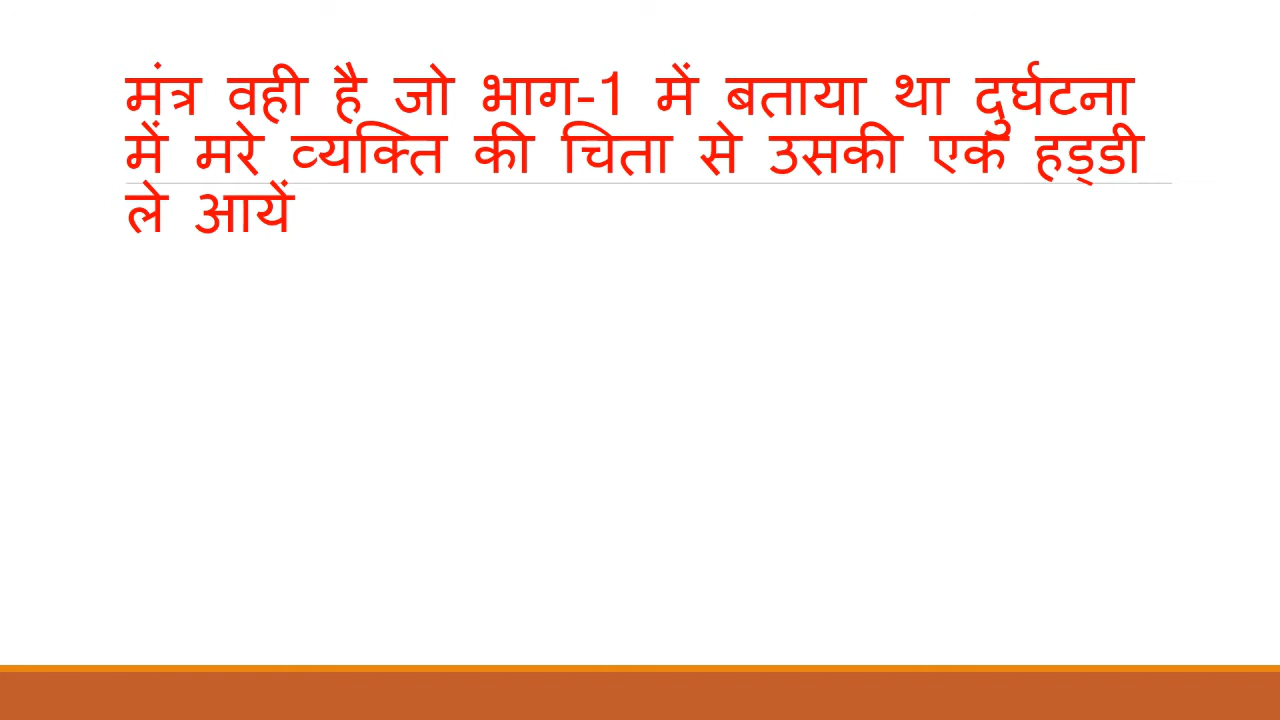 मंत्र वही है जो भाग-1 में बताया था दुर्घटना
में मरे व्यक्ति की चिता से उसकी एक हड्डी
ले आयें